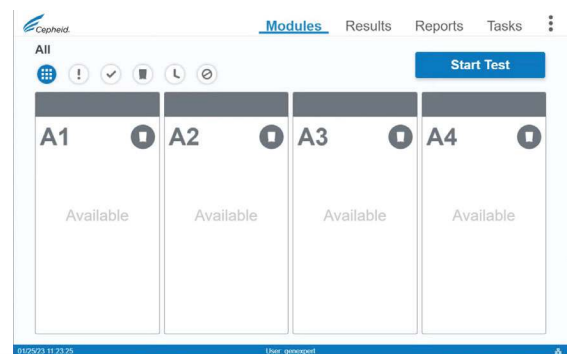 Cepheid.
Modules Results Reports Tasks
All
Start Test
A1 A2 A3 A4
Available Available Available Available
01/25/23 11:23:25 User: genexpert